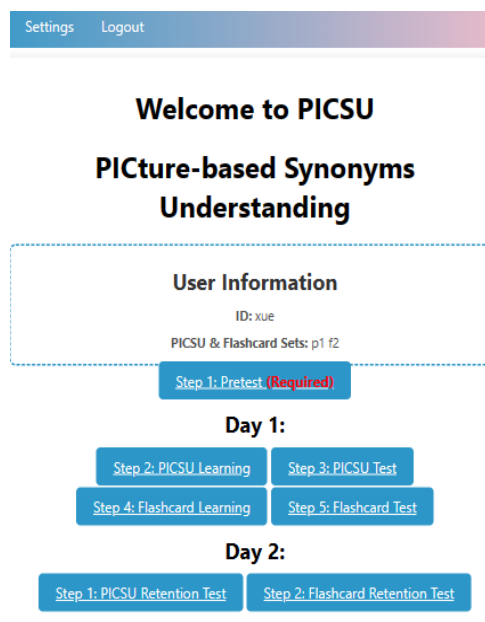 Settings Logout
Welcome to PICSU
PICture-based Synonyms
Understanding
User Information
ID: xue
PICSU & Flashcard Sets: p1 f2
Step 1: Pretest (Required)
Day 1:
Step 2: PICSU Learning Step 3: PICSU Test
Step 4: Flashcard Learning Step 5: Flashcard Test
Day 2:
Step 1: PICSU Retention Test Step 2: Flashcard Retention Test